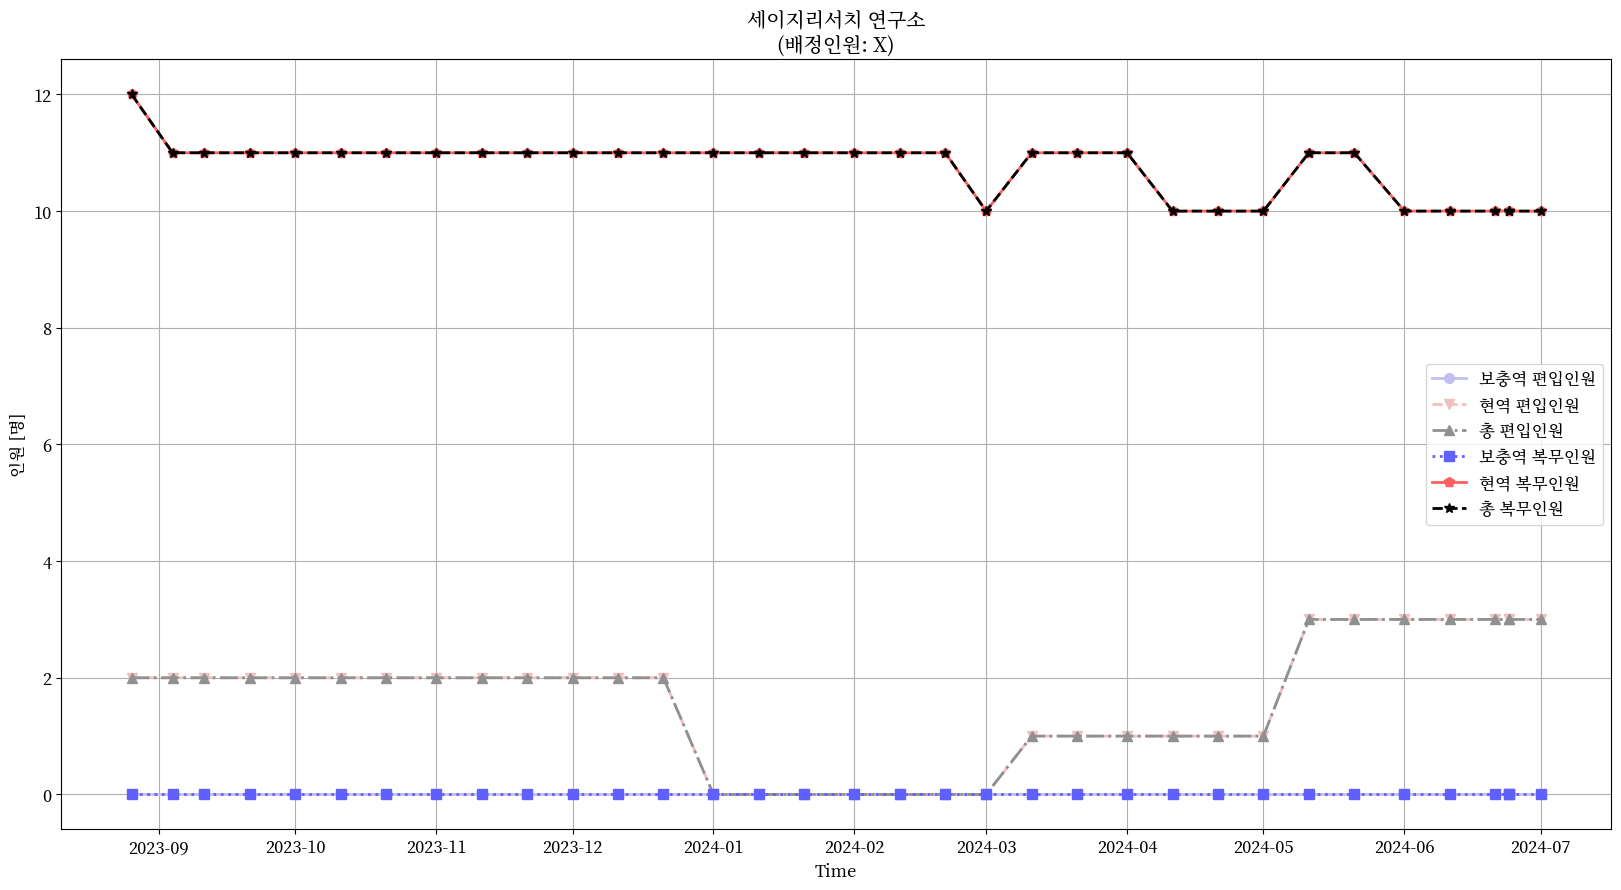 세이지리서치 연구소
(배정인원: X)
12
10
8
6
4
2
0
인원 [명]
보충역 편입인원
현역 편입인원
총 편입인원
보충역 복무인원
현역 복무인원
총 복무인원
2023-09
2023-10
2023-11
2023-12
2024-01
2024-02
2024-03
2024-04
2024-05
2024-06
2024-07
Time